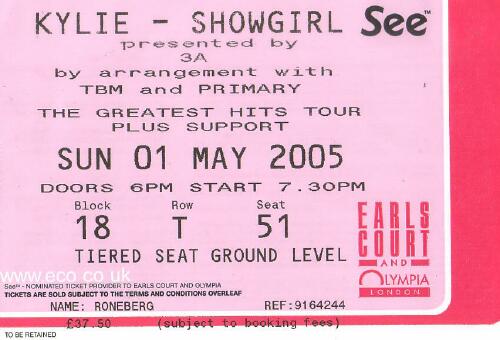 KYLIE - SHOWGIRL See™
presented by
3A
by arrangement with
TBM and PRIMARY
THE GREATEST HITS TOUR
PLUS SUPPORT
SUN 01 MAY 2005
DOORS 6PM START 7.30PM
Block Row Seat
18 T 51
TIERED SEAT GROUND LEVEL
EARLS
COURT
AND
OLYMPIA
LONDON
www.eco.co.uk
See™ - NOMINATED TICKET PROVIDER TO EARLS COURT AND OLYMPIA
TICKETS ARE SOLD SUBJECT TO THE TERMS AND CONDITIONS OVERLEAF
NAME: RONEBERG REF:9164244
£37.50 (subject to booking fees)
TO BE RETAINED